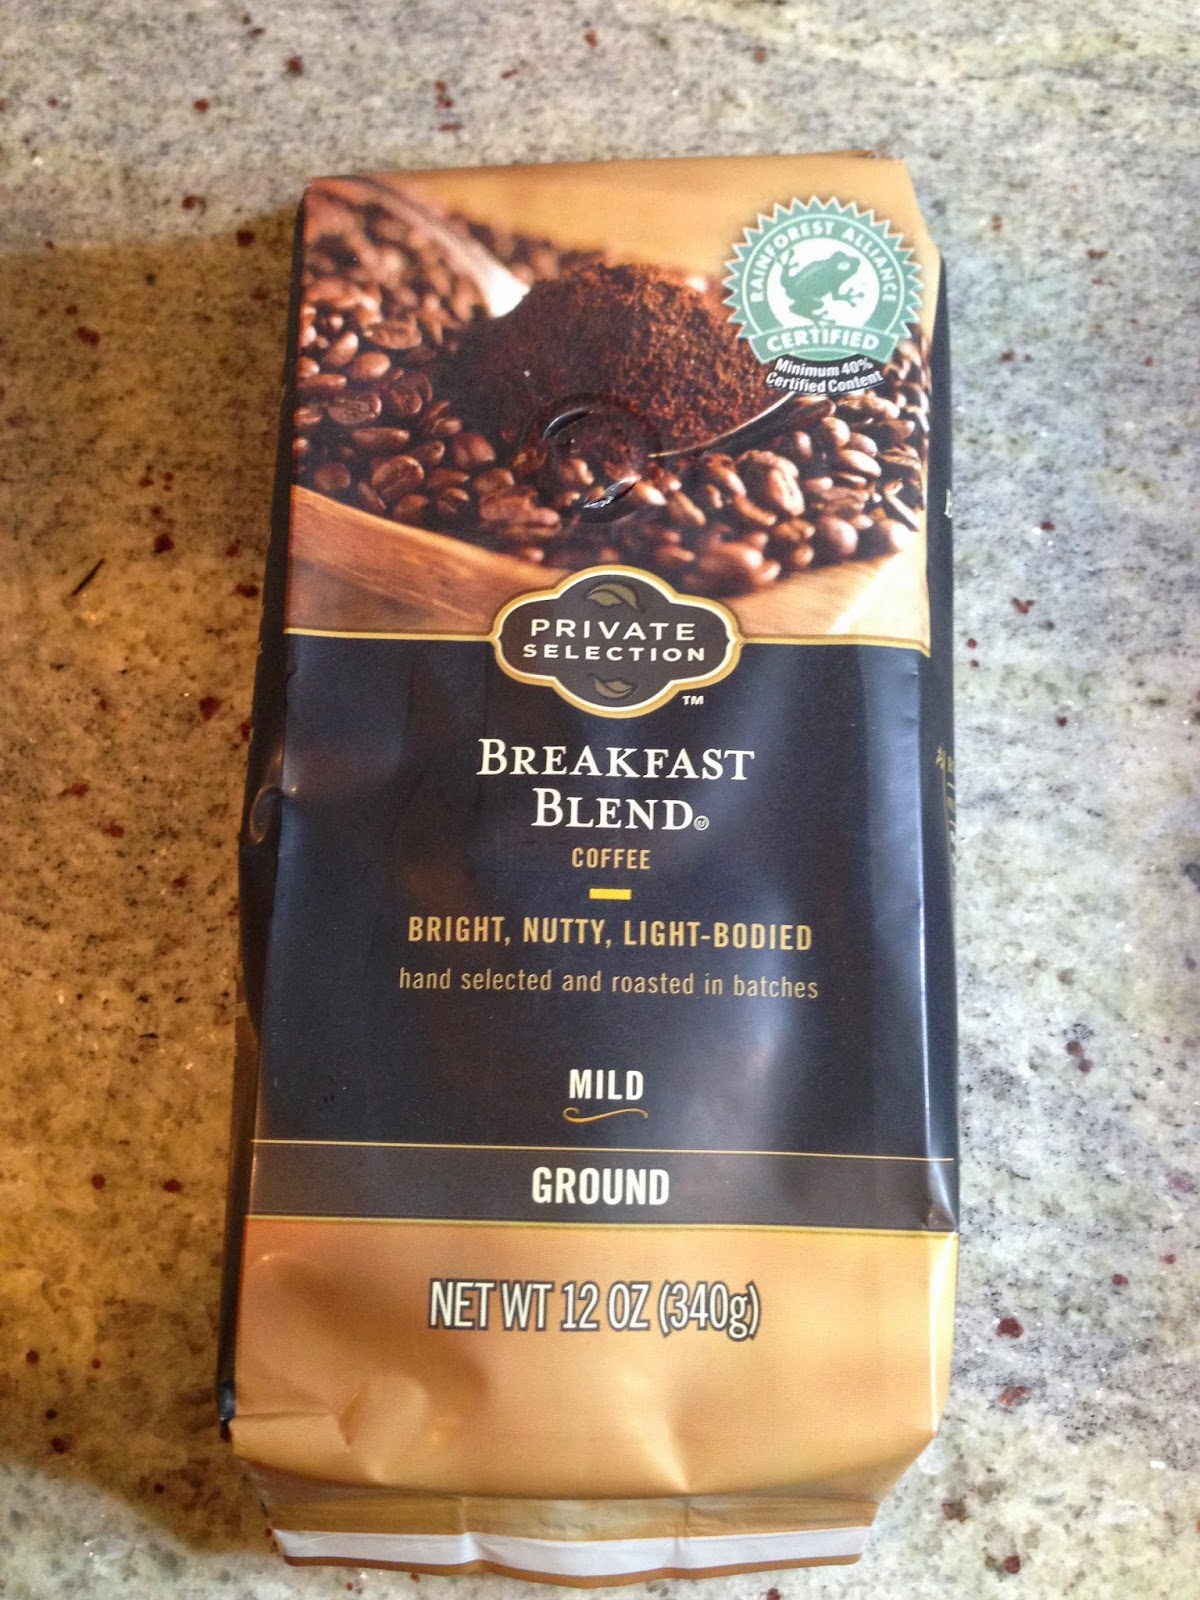 RAINFOREST ALLIANCE
CERTIFIED
Minimum 40%
Certified Content
PRIVATE
SELECTION
TM
BREAKFAST
BLEND
COFFEE
BRIGHT, NUTTY, LIGHT-BODIED
hand selected and roasted in batches
MILD
GROUND
NET WT 12 OZ (340g)